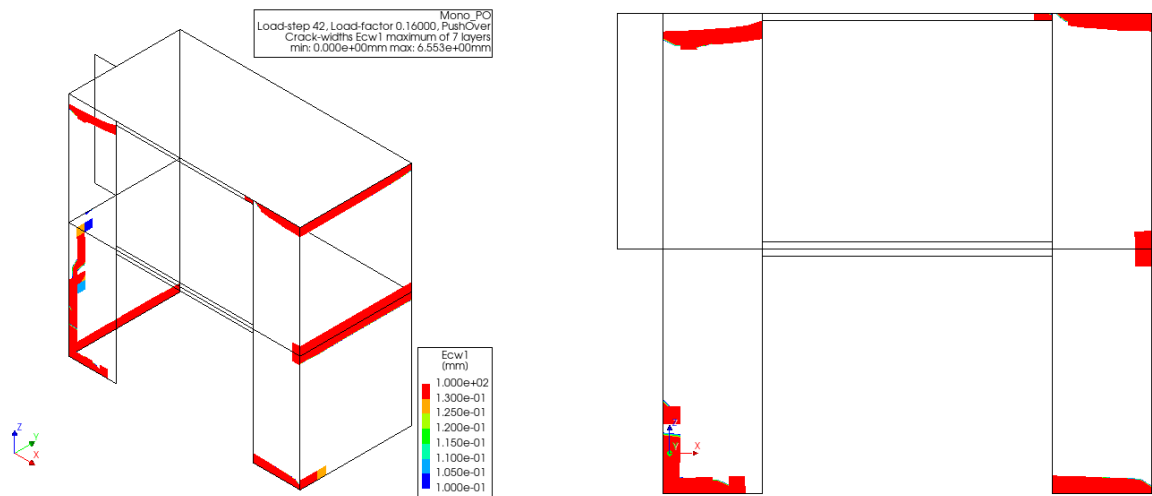 Mono_PO
Load-step 42, Load-factor 0.16000, PushOver
Crack-widths Ecw1 maximum of 7 layers
min: 0.000e+00mm max: 6.553e+00mm
Ecw1
(mm)
1.000e+02
1.300e-01
1.250e-01
1.200e-01
1.150e-01
1.100e-01
1.050e-01
1.000e-01
Z
Y
X
Z
Y
X